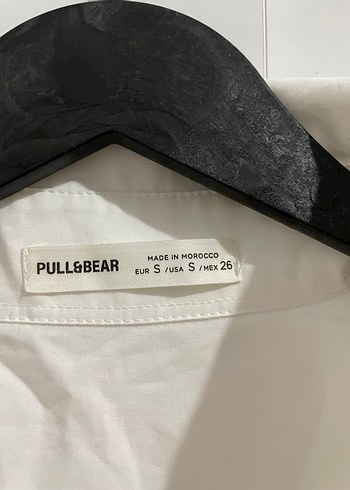 PULL&BEAR
MADE IN MOROCCO
EUR S / USA S / MEX 26